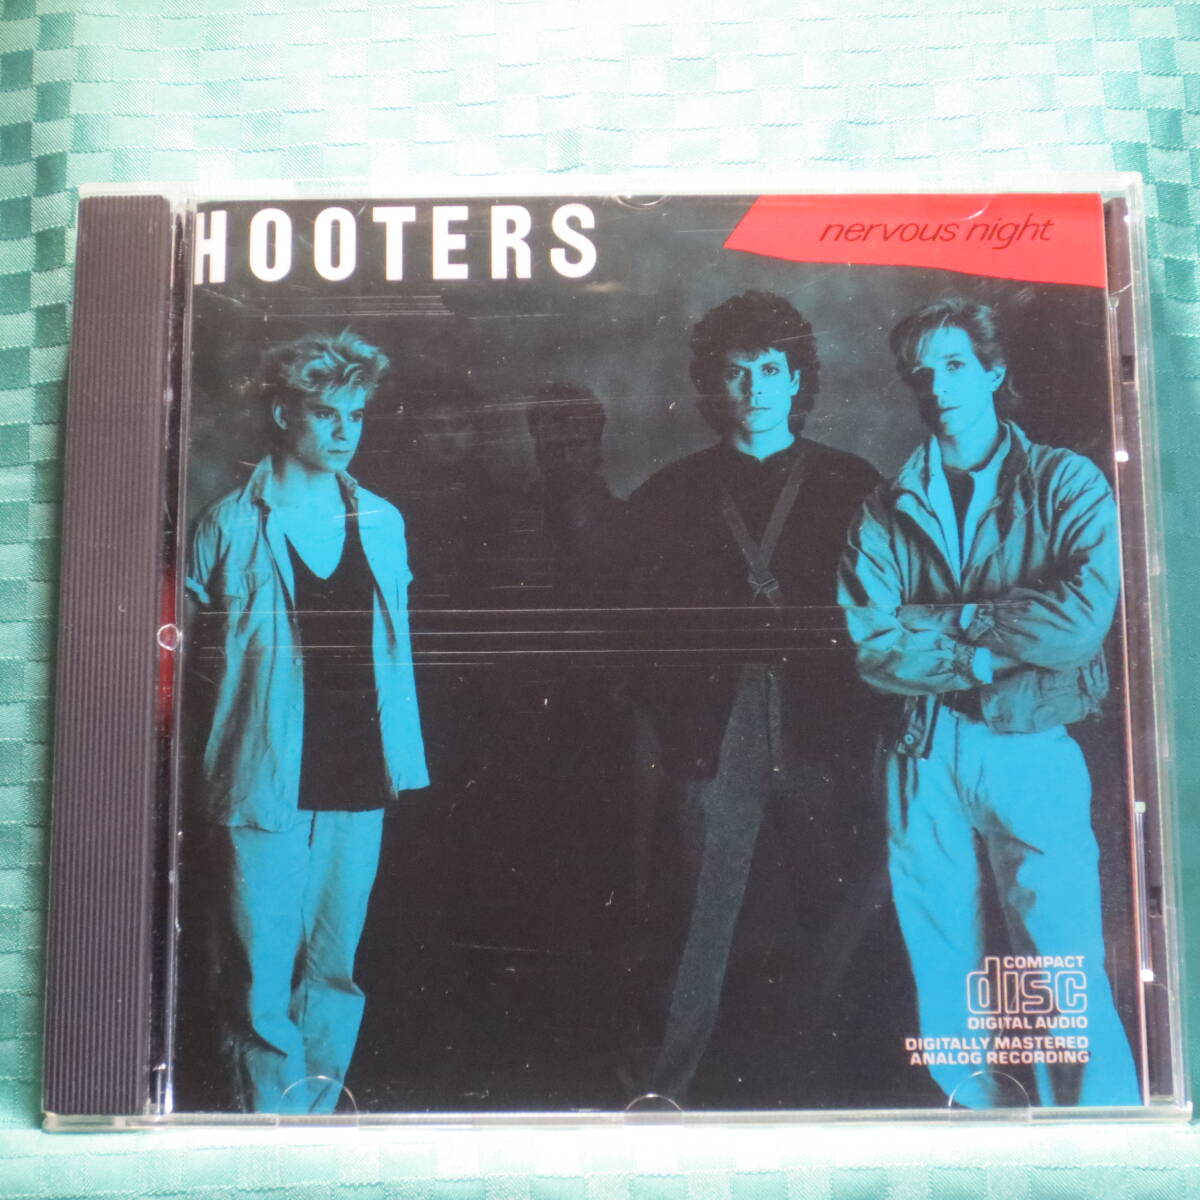 HOOTERS
nervous night
COMPACT
disc
DIGITAL AUDIO
DIGITALLY MASTERED
ANALOG RECORDING